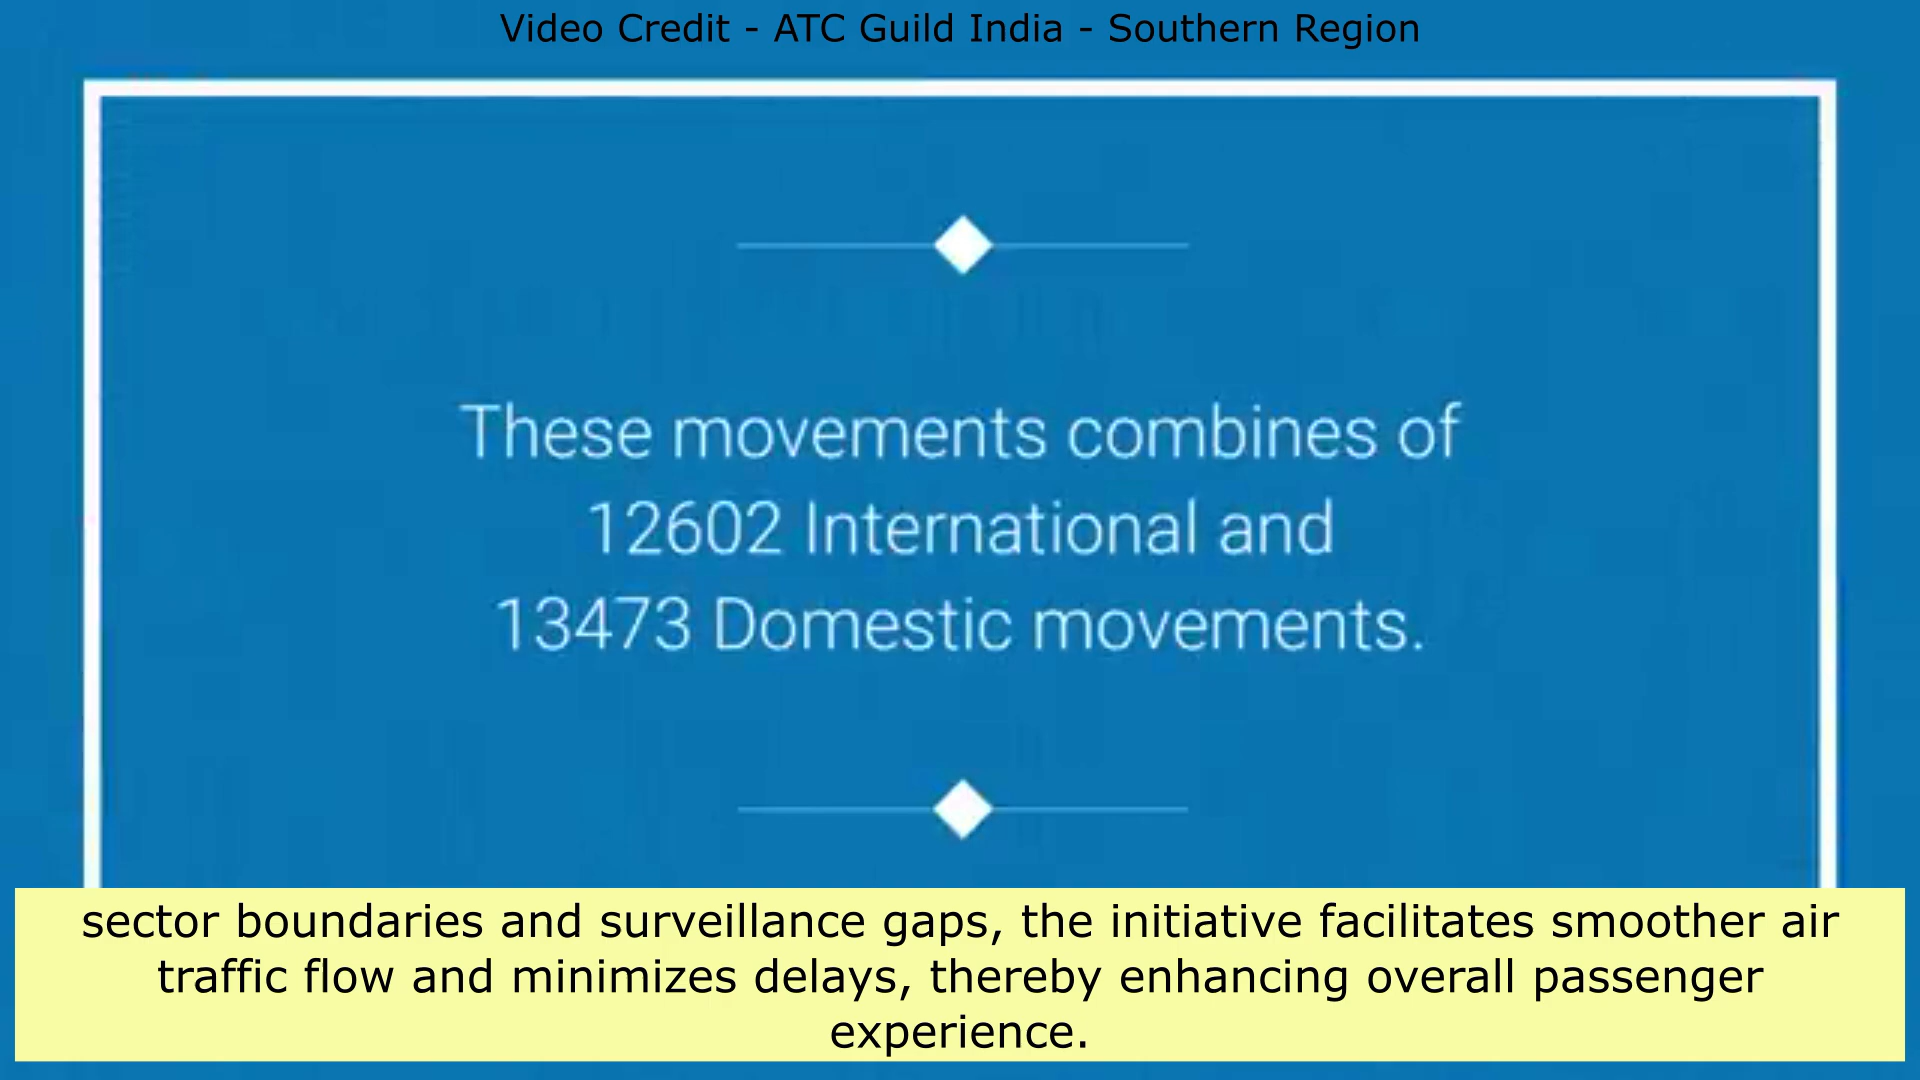 Video Credit - ATC Guild India - Southern Region
These movements combines of
12602 International and
13473 Domestic movements.
sector boundaries and surveillance gaps, the initiative facilitates smoother air
traffic flow and minimizes delays, thereby enhancing overall passenger
experience.